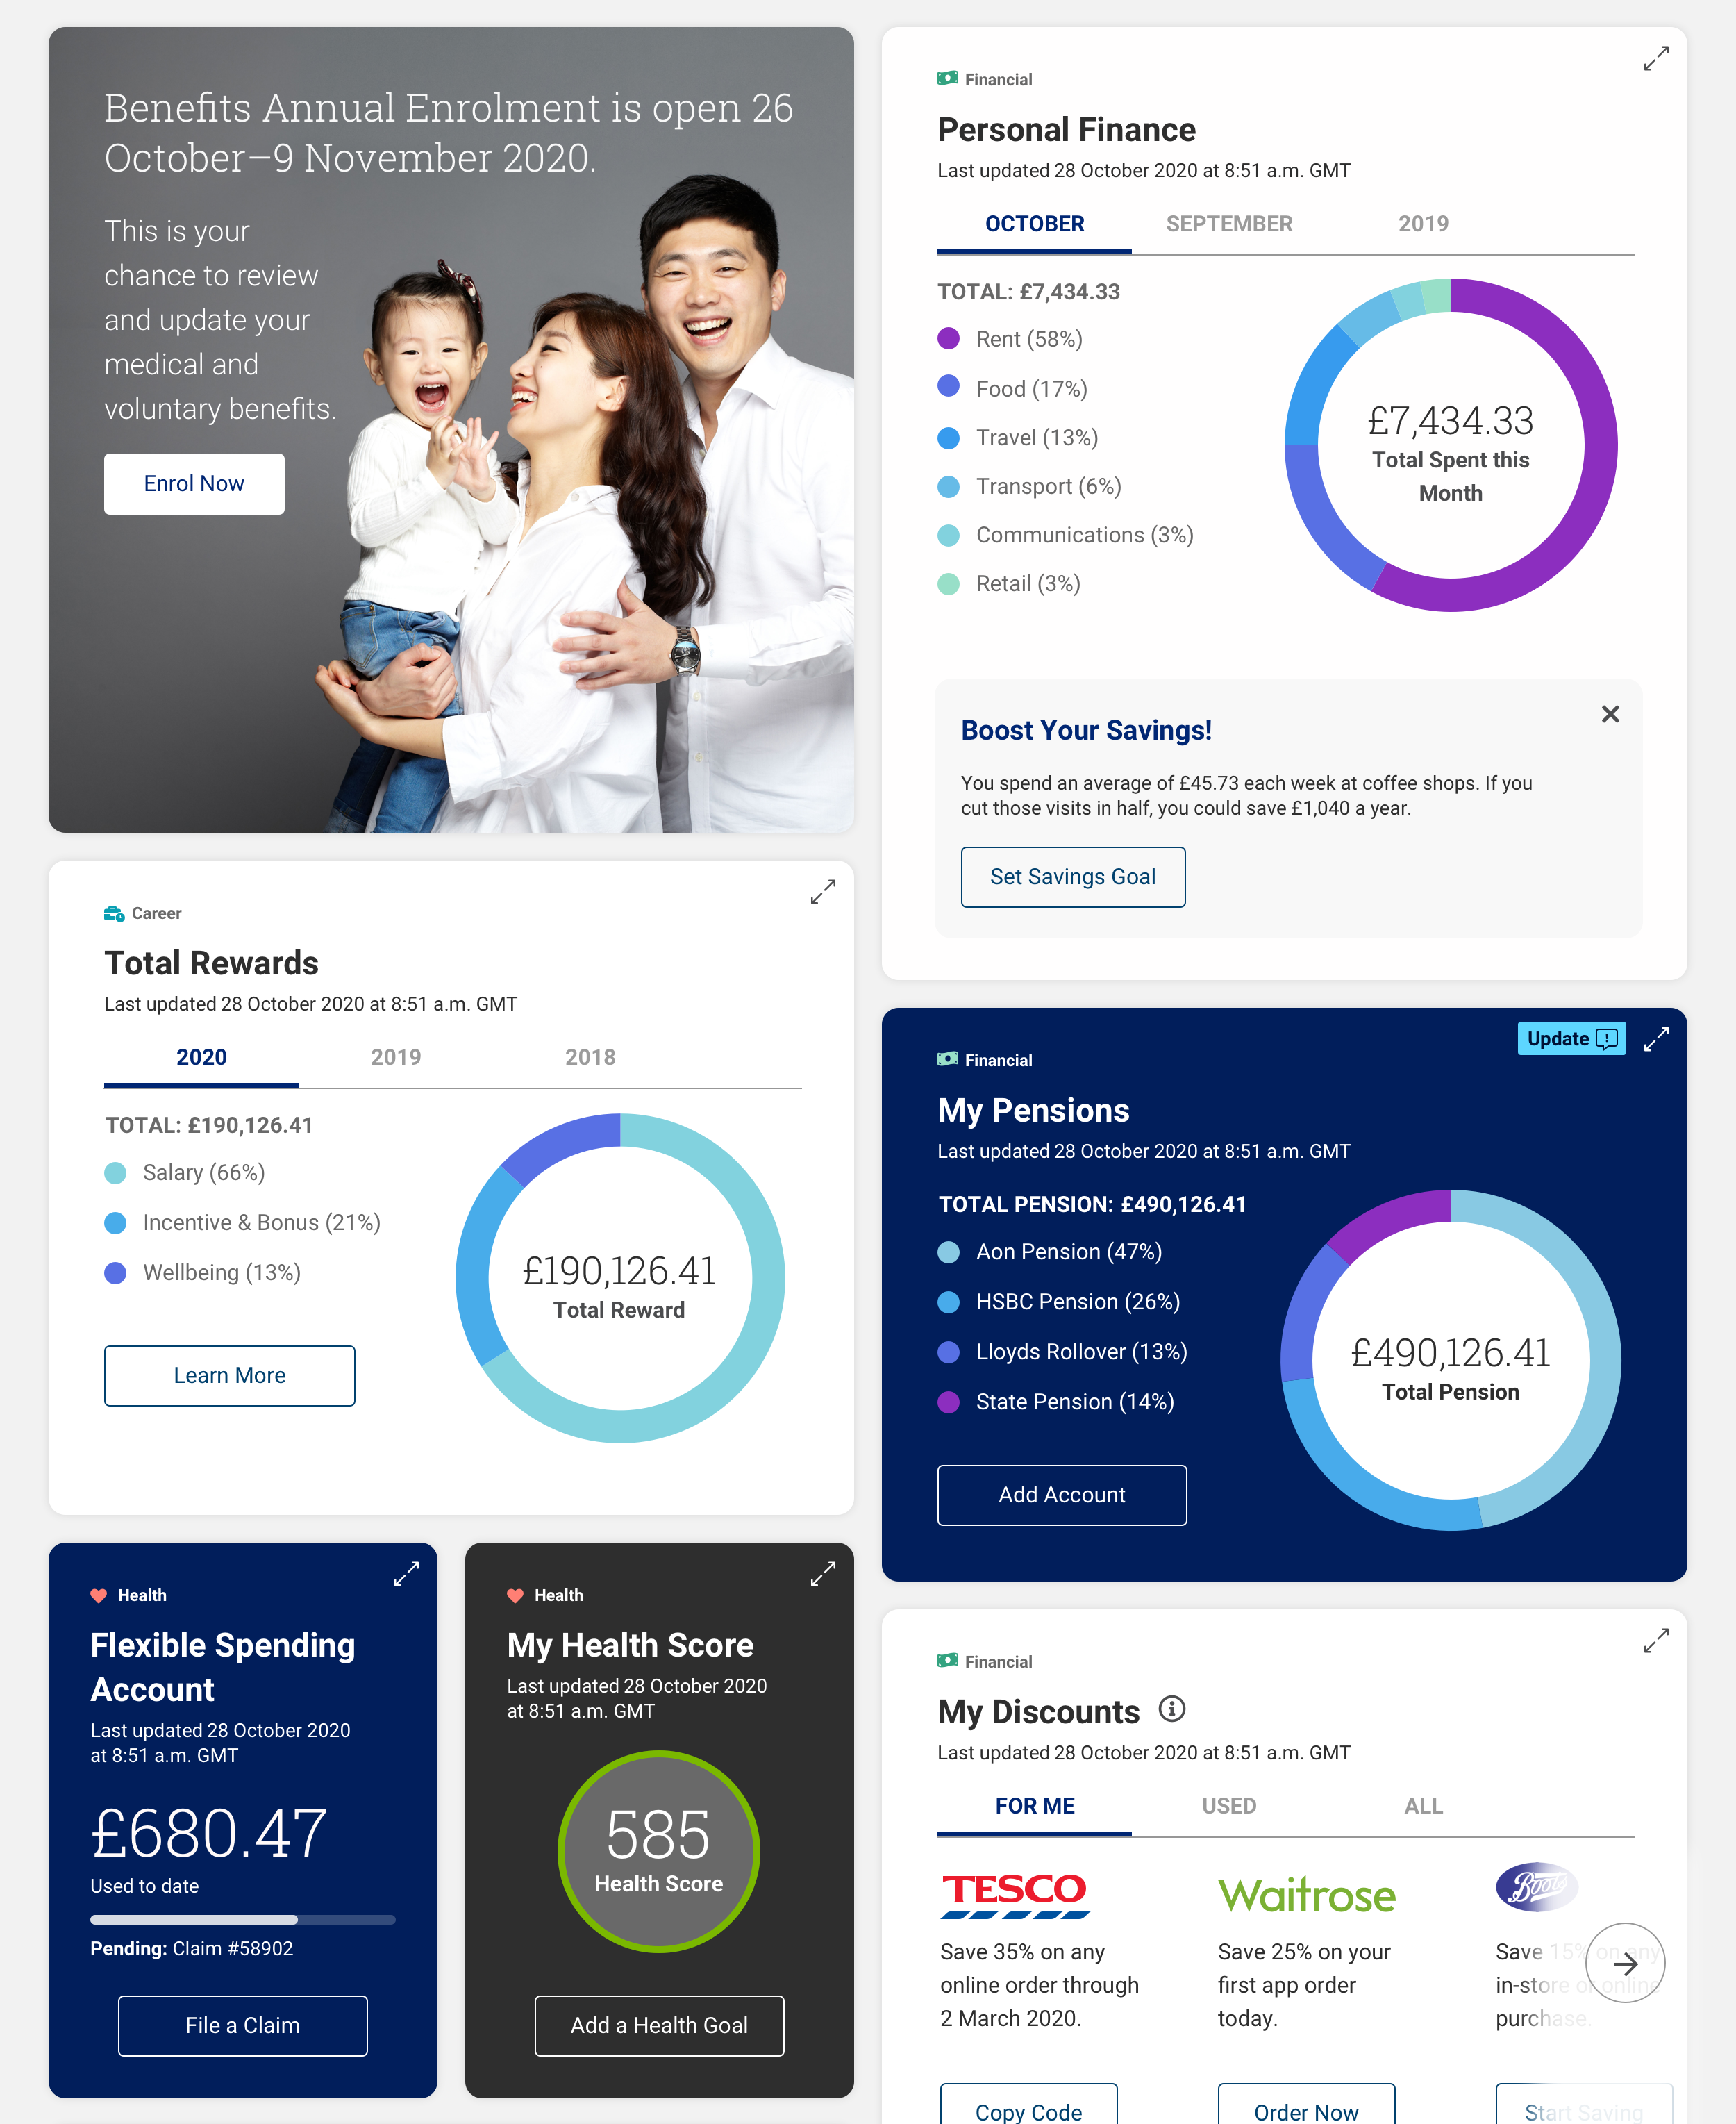 Benefits Annual Enrolment is open 26
October–9 November 2020.
This is your
chance to review
and update your
medical and
voluntary benefits.
Enrol Now
Financial
Personal Finance
Last updated 28 October 2020 at 8:51 a.m. GMT
OCTOBER SEPTEMBER 2019
TOTAL: £7,434.33
Rent (58%)
Food (17%)
Travel (13%)
Transport (6%)
Communications (3%)
Retail (3%)
£7,434.33
Total Spent this
Month
Boost Your Savings!
You spend an average of £45.73 each week at coffee shops. If you
cut those visits in half, you could save £1,040 a year.
Set Savings Goal
Career
Total Rewards
Last updated 28 October 2020 at 8:51 a.m. GMT
2020 2019 2018
TOTAL: £190,126.41
Salary (66%)
Incentive & Bonus (21%)
Wellbeing (13%)
Learn More
£190,126.41
Total Reward
Update
Financial
My Pensions
Last updated 28 October 2020 at 8:51 a.m. GMT
TOTAL PENSION: £490,126.41
Aon Pension (47%)
HSBC Pension (26%)
Lloyds Rollover (13%)
State Pension (14%)
Add Account
£490,126.41
Total Pension
Health
Flexible Spending
Account
Last updated 28 October 2020
at 8:51 a.m. GMT
£680.47
Used to date
Pending: Claim #58902
File a Claim
Health
My Health Score
Last updated 28 October 2020
at 8:51 a.m. GMT
585
Health Score
Add a Health Goal
Financial
My Discounts
Last updated 28 October 2020 at 8:51 a.m. GMT
FOR ME USED ALL
TESCO
Save 35% on any
online order through
2 March 2020.
Copy Code
Waitrose
Save 25% on your
first app order
today.
Order Now
Boots
Save 15% on any
in-store or online
purchase.
Start Saving